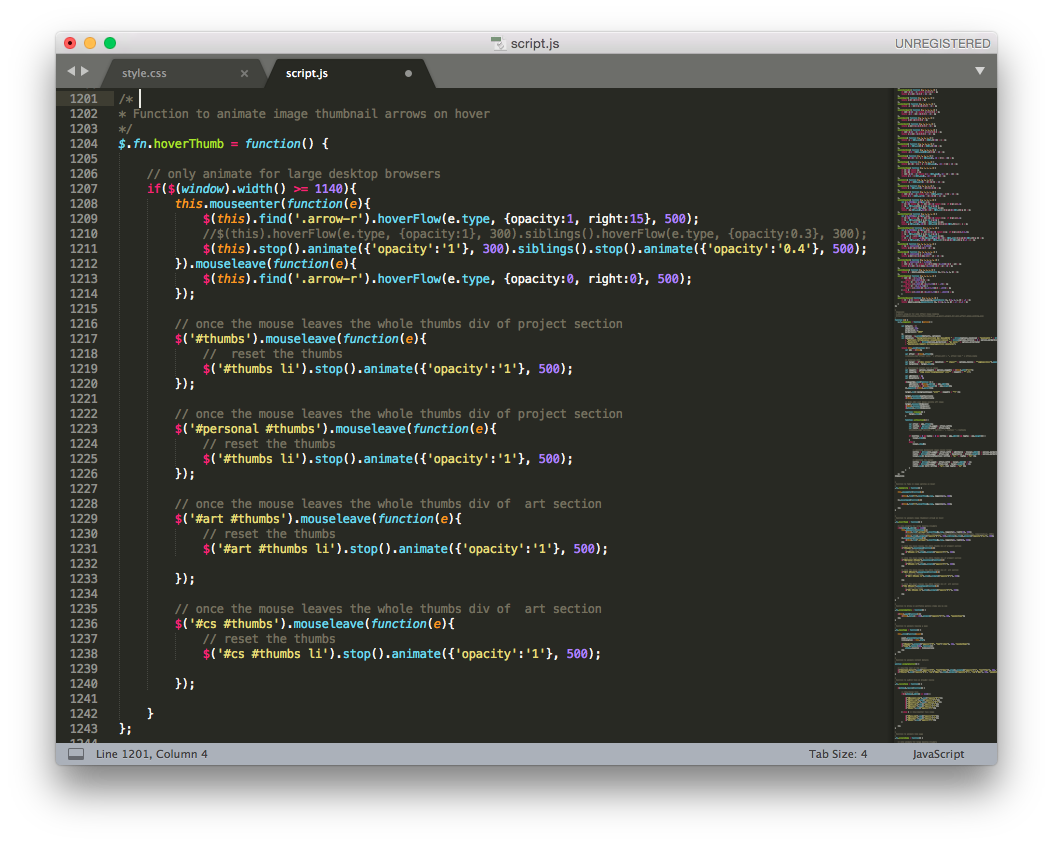 script.js
UNREGISTERED
style.css
script.js
1201 /*
1202 * Function to animate image thumbnail arrows on hover
1203 */
1204 $.fn.hoverThumb = function() {
1205
1206 // only animate for large desktop browsers
1207 if($(window).width() >= 1140){
1208 this.mouseenter(function(e){
1209 $(this).find('.arrow-r').hoverFlow(e.type, {opacity:1, right:15}, 500);
1210 //$(this).hoverFlow(e.type, {opacity:1}, 300).siblings().hoverFlow(e.type, {opacity:0.3}, 300);
1211 $(this).stop().animate({'opacity':'1'}, 300).siblings().stop().animate({'opacity':'0.4'}, 500);
1212 }).mouseleave(function(e){
1213 $(this).find('.arrow-r').hoverFlow(e.type, {opacity:0, right:0}, 500);
1214 });
1215
1216 // once the mouse leaves the whole thumbs div of project section
1217 $('#thumbs').mouseleave(function(e){
1218 //  reset the thumbs
1219 $('#thumbs li').stop().animate({'opacity':'1'}, 500);
1220 });
1221
1222 // once the mouse leaves the whole thumbs div of project section
1223 $('#personal #thumbs').mouseleave(function(e){
1224 // reset the thumbs
1225 $('#thumbs li').stop().animate({'opacity':'1'}, 500);
1226 });
1227
1228 // once the mouse leaves the whole thumbs div of  art section
1229 $('#art #thumbs').mouseleave(function(e){
1230 // reset the thumbs
1231 $('#art #thumbs li').stop().animate({'opacity':'1'}, 500);
1232
1233 });
1234
1235 // once the mouse leaves the whole thumbs div of  art section
1236 $('#cs #thumbs').mouseleave(function(e){
1237 // reset the thumbs
1238 $('#cs #thumbs li').stop().animate({'opacity':'1'}, 500);
1239
1240 });
1241
1242 }
1243 };
1244
Line 1201, Column 4
Tab Size: 4
JavaScript